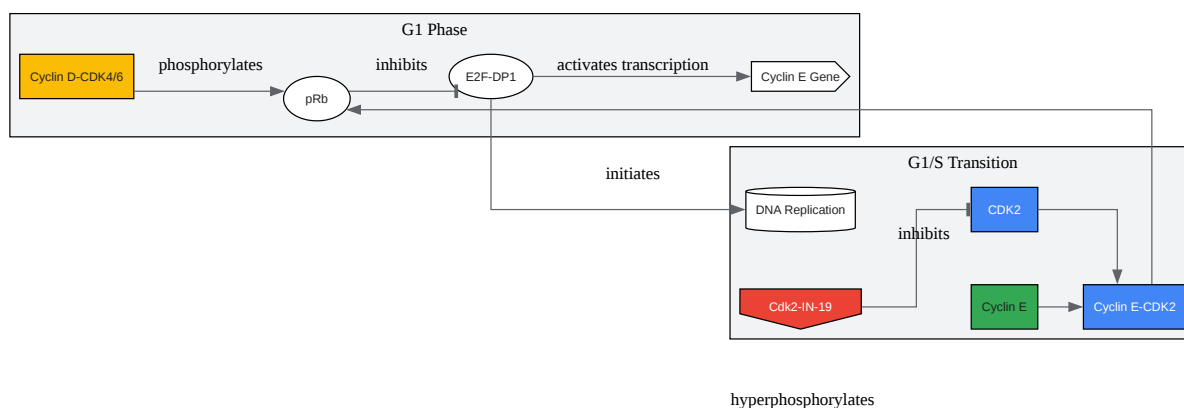 G1 Phase
Cyclin D-CDK4/6
phosphorylates
pRb
inhibits
E2F-DP1
activates transcription
Cyclin E Gene
G1/S Transition
initiates
DNA Replication
CDK2
inhibits
Cdk2-IN-19
Cyclin E
Cyclin E-CDK2
hyperphosphorylates